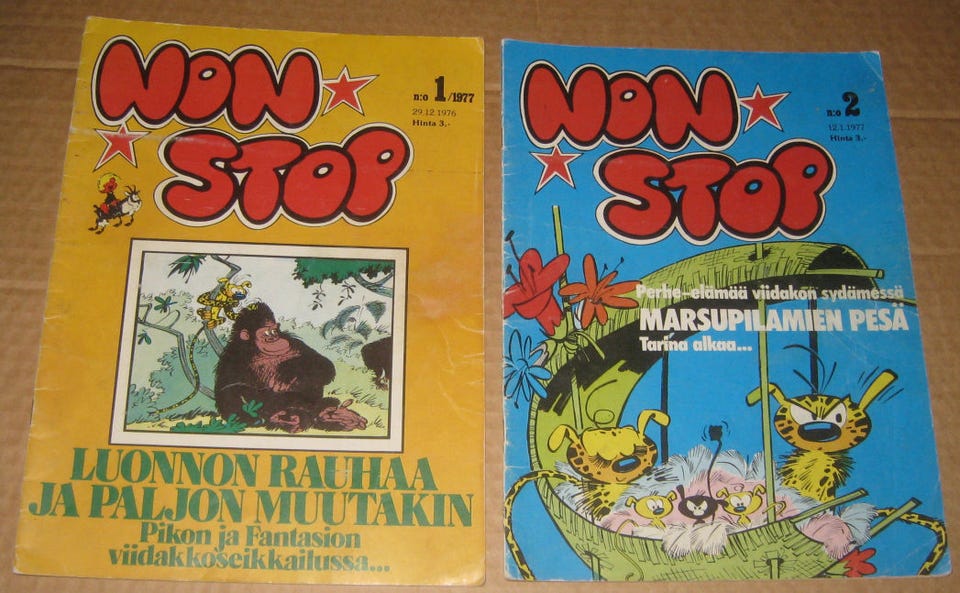 NON
STOP
n:o 1/1977
29.12.1976
Hinta 3,-
LUONNON RAUHAA
JA PALJON MUUTAKIN
Pikon ja Fantasion
viidakkoseikkailussa...
NON
STOP
n:o 2
12.1.1977
Hinta 3,-
Perhe-elämää viidakon sydämessä
MARSUPILAMIEN PESÄ
Tarina alkaa...